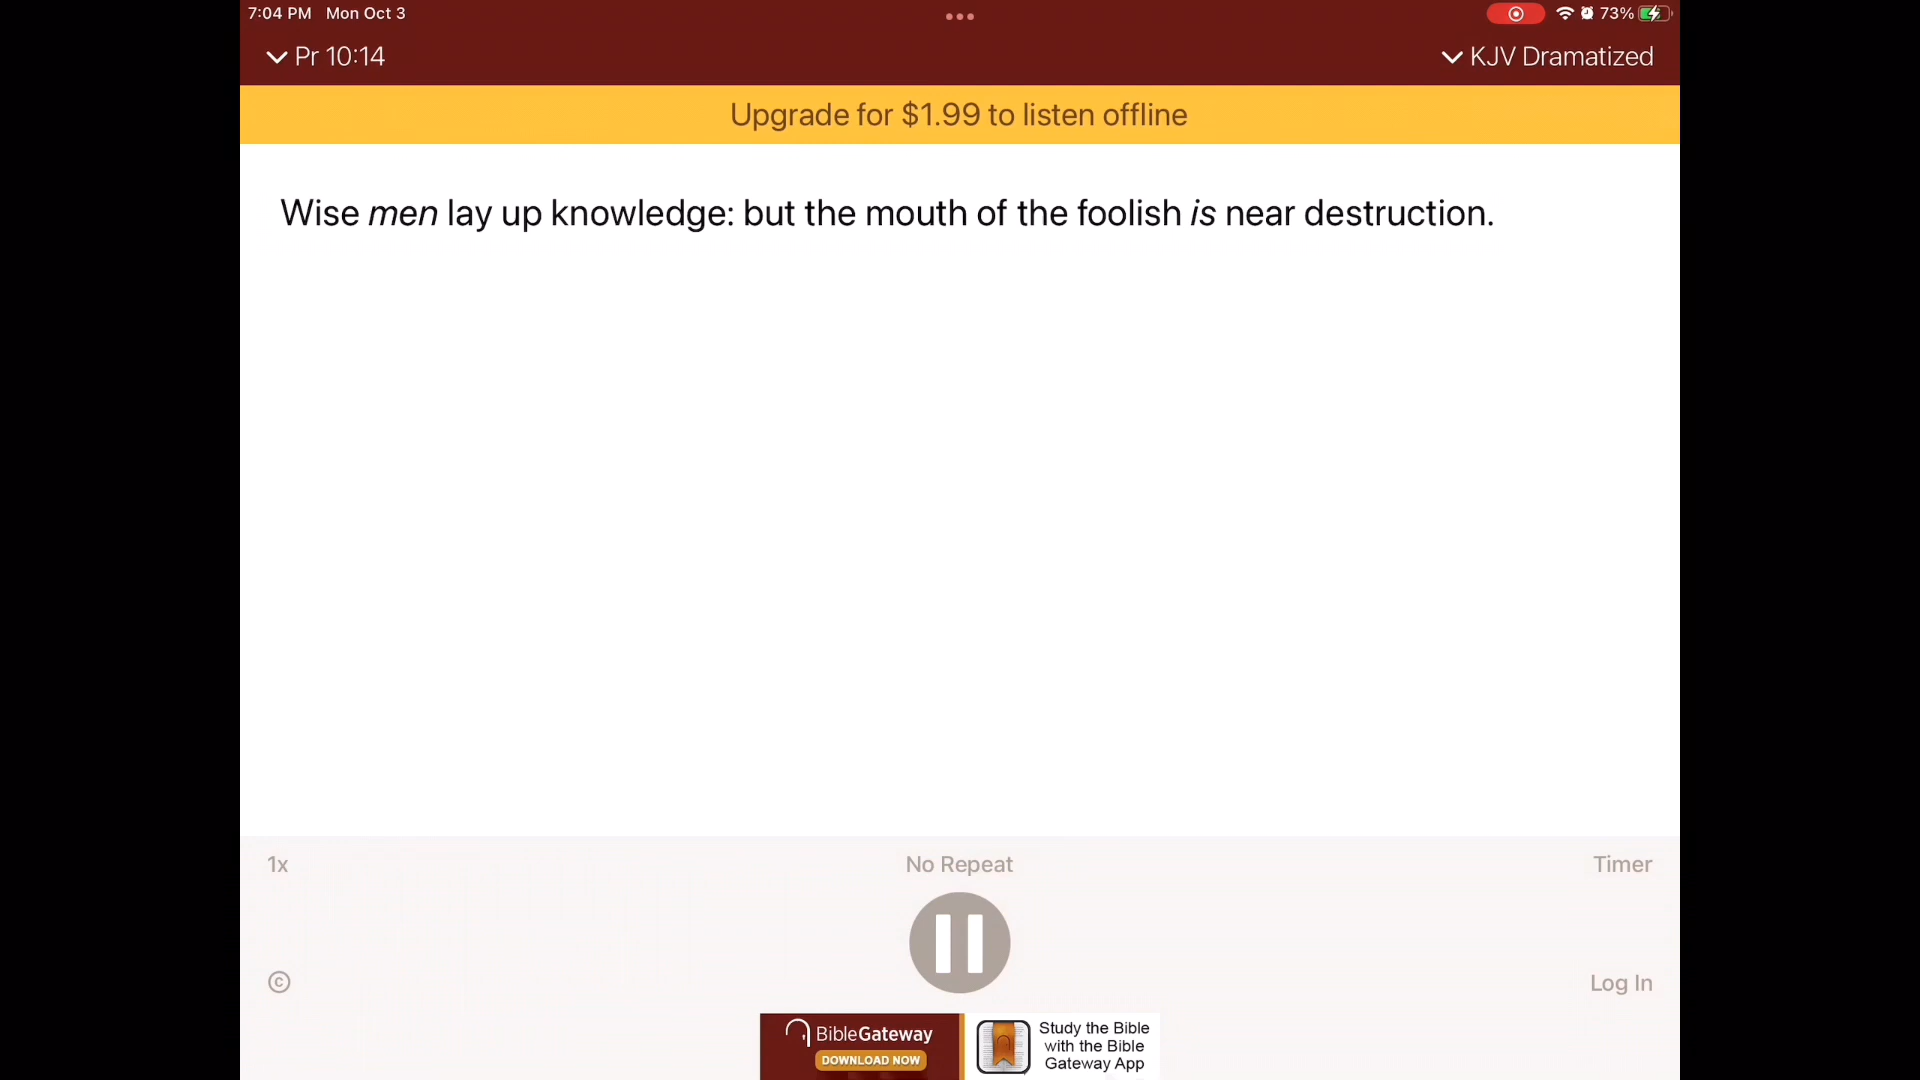 7:04 PM Mon Oct 3
73%
Pr 10:14
KJV Dramatized
Upgrade for $1.99 to listen offline
Wise men lay up knowledge: but the mouth of the foolish is near destruction.
1x
No Repeat
Timer
©
Log In
BibleGateway
DOWNLOAD NOW
Study the Bible
with the Bible
Gateway App